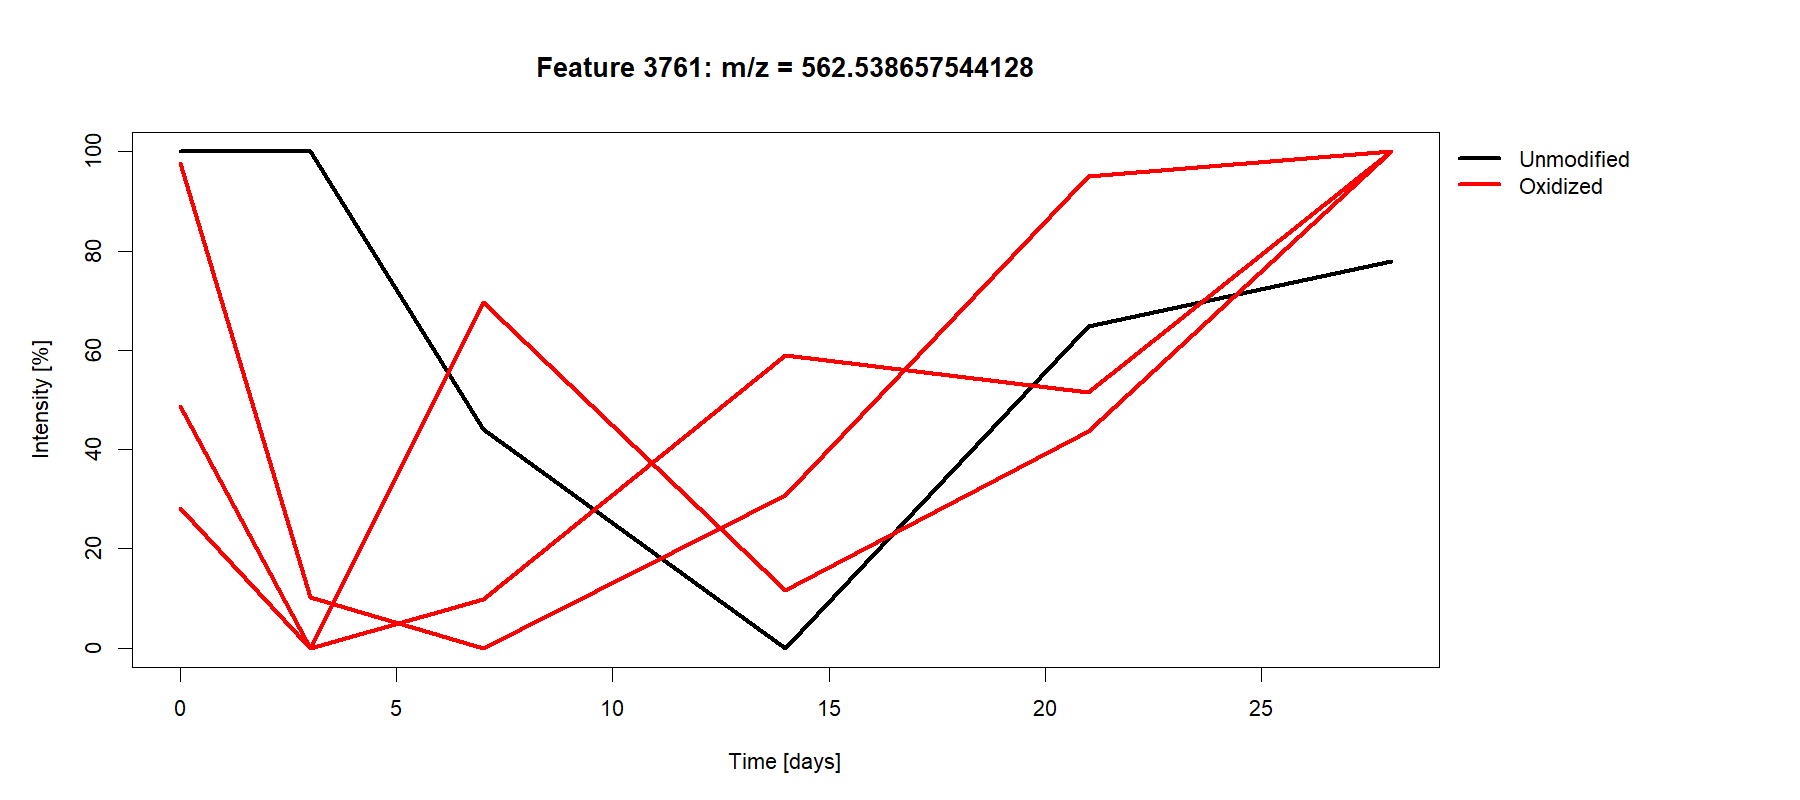 Feature 3761: m/z = 562.538657544128
Unmodified
Oxidized
100
80
60
40
20
0
Intensity [%]
0 5 10 15 20 25
Time [days]